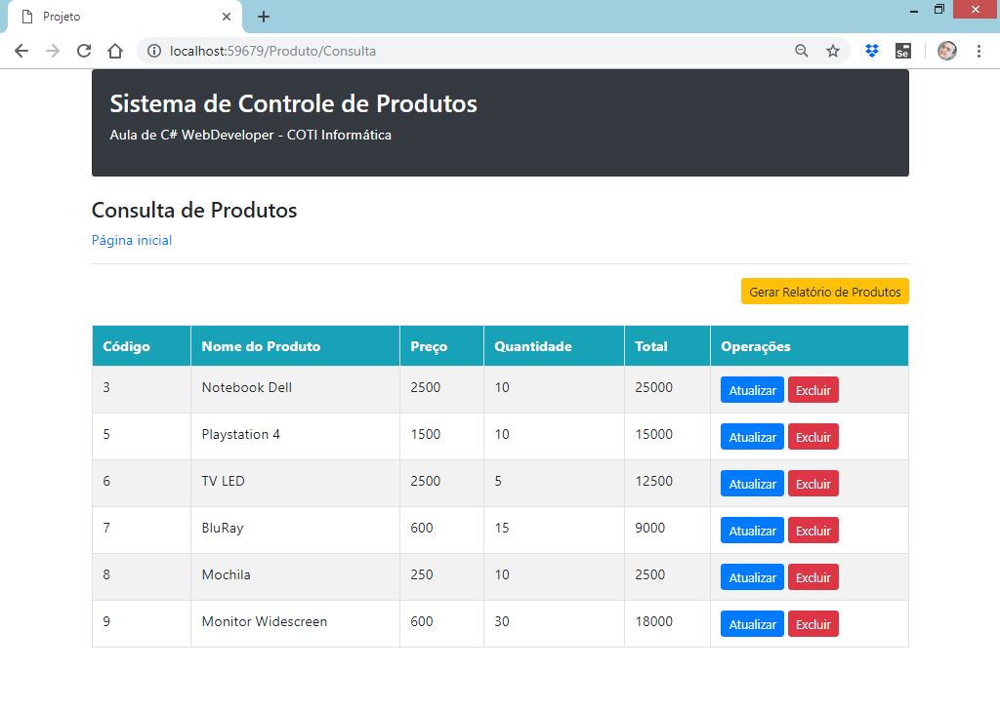 Projeto
localhost:59679/Produto/Consulta
Se
Sistema de Controle de Produtos
Aula de C# WebDeveloper - COTI Informática
Consulta de Produtos
Página inicial
Gerar Relatório de Produtos
Código Nome do Produto Preço Quantidade Total Operações
3 Notebook Dell 2500 10 25000 Atualizar Excluir
5 Playstation 4 1500 10 15000 Atualizar Excluir
6 TV LED 2500 5 12500 Atualizar Excluir
7 BluRay 600 15 9000 Atualizar Excluir
8 Mochila 250 10 2500 Atualizar Excluir
9 Monitor Widescreen 600 30 18000 Atualizar Excluir